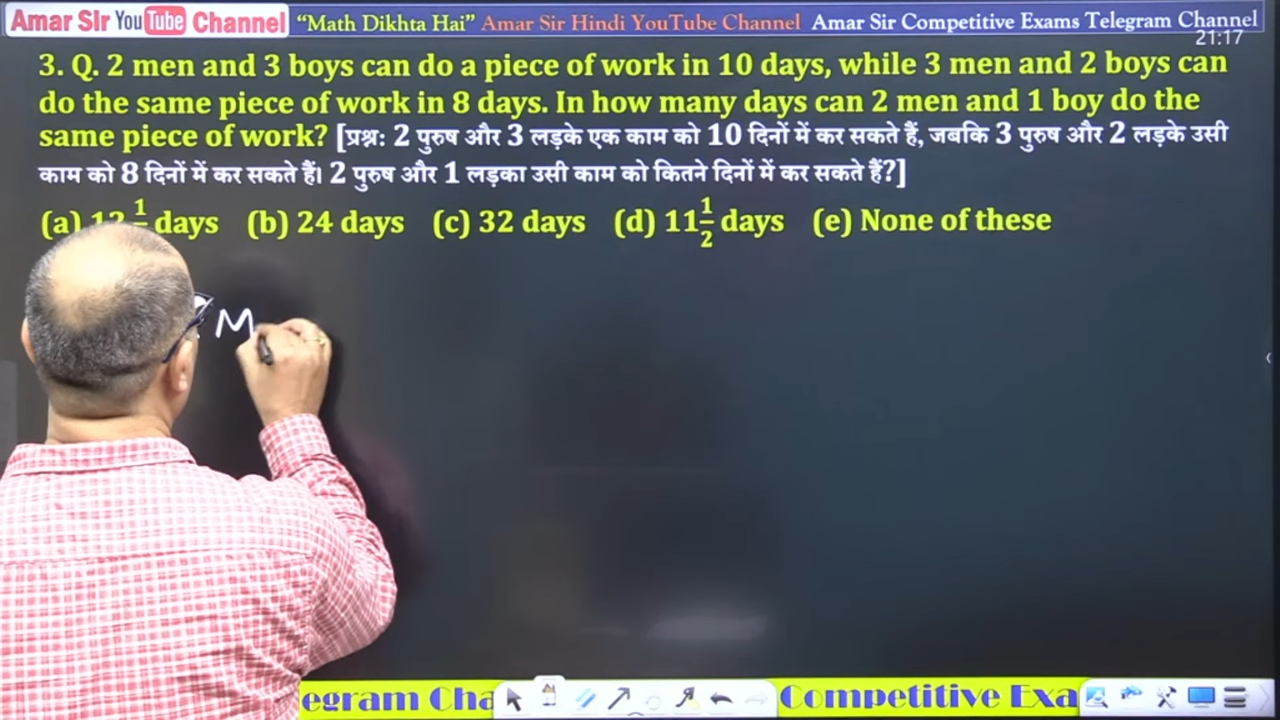 Amar SIr YouTube Channel "Math Dikhta Hai" Amar Sir Hindi YouTube Channel Amar Sir Competitive Exams Telegram Channel
21:17
3. Q. 2 men and 3 boys can do a piece of work in 10 days, while 3 men and 2 boys can
do the same piece of work in 8 days. In how many days can 2 men and 1 boy do the
same piece of work? [प्रश्न: 2 पुरुष और 3 लड़के एक काम को 10 दिनों में कर सकते हैं, जबकि 3 पुरुष और 2 लड़के उसी
काम को 8 दिनों में कर सकते हैं। 2 पुरुष और 1 लड़का उसी काम को कितने दिनों में कर सकते हैं?]
(a) days (b) 24 days (c) 32 days (d) 11 1/2 days (e) None of these
M
egram Cha Competitive Exa